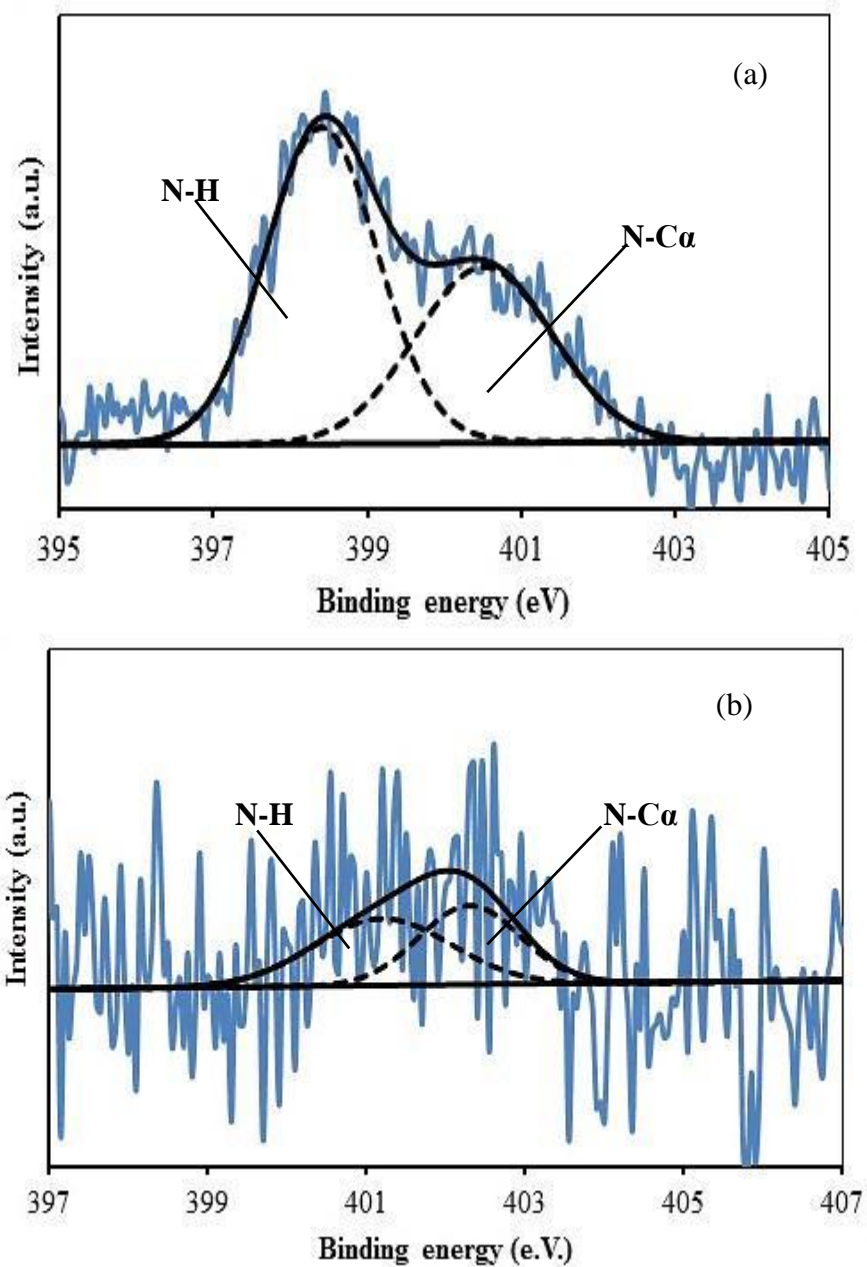 (a)
N-H
N-Cα
Intensity (a.u.)
395 397 399 401 403 405
Binding energy (eV)
(b)
N-H
N-Cα
Intensity (a.u.)
397 399 401 403 405 407
Binding energy (e.V.)